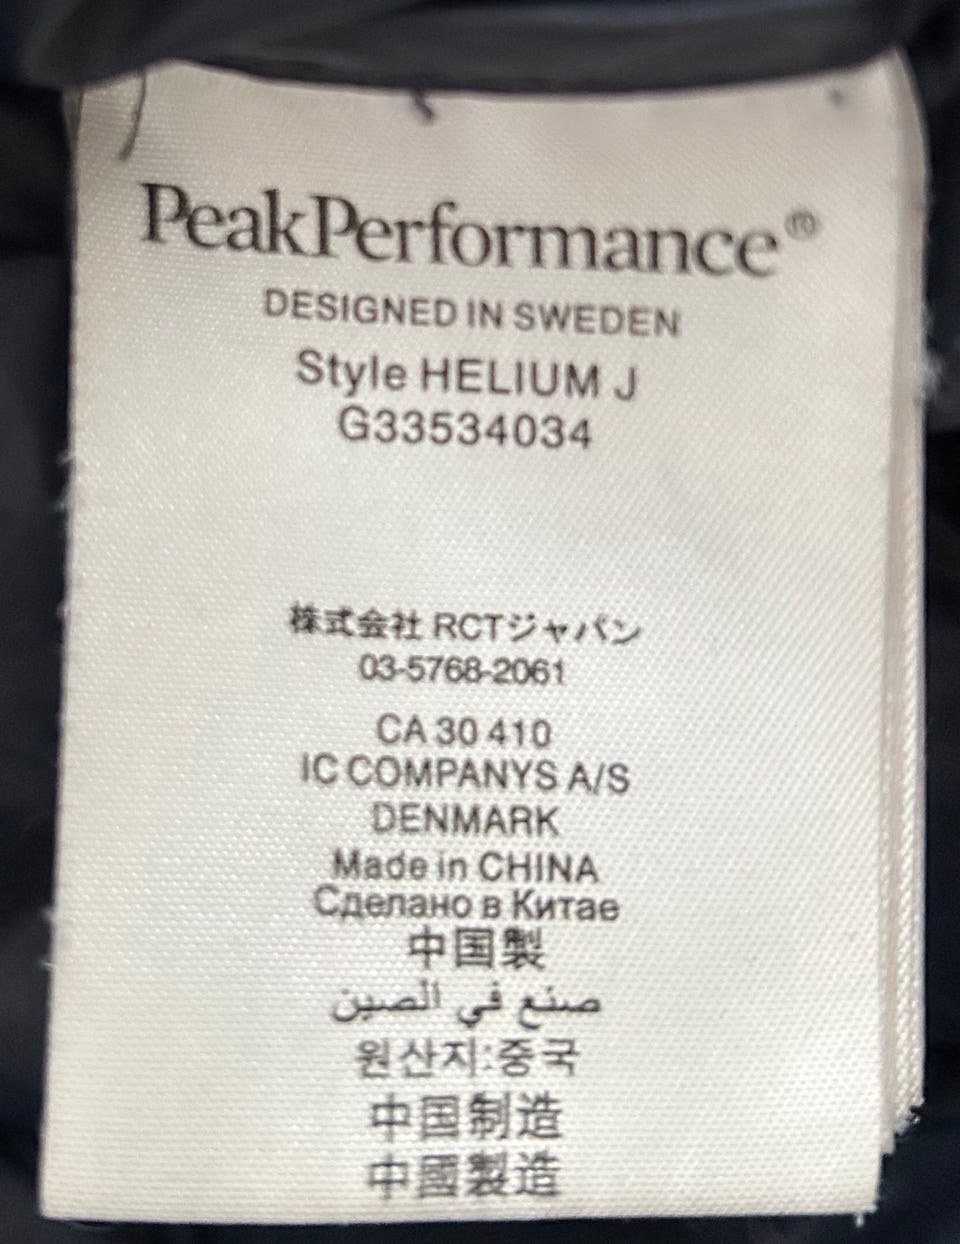 PeakPerformance®
DESIGNED IN SWEDEN
Style HELIUM J
G33534034
株式会社 RCTジャパン
03-5768-2061
CA 30 410
IC COMPANYS A/S
DENMARK
Made in CHINA
Сделано в Китае
中国製
صنع في الصين
원산지:중국
中国制造
中國製造